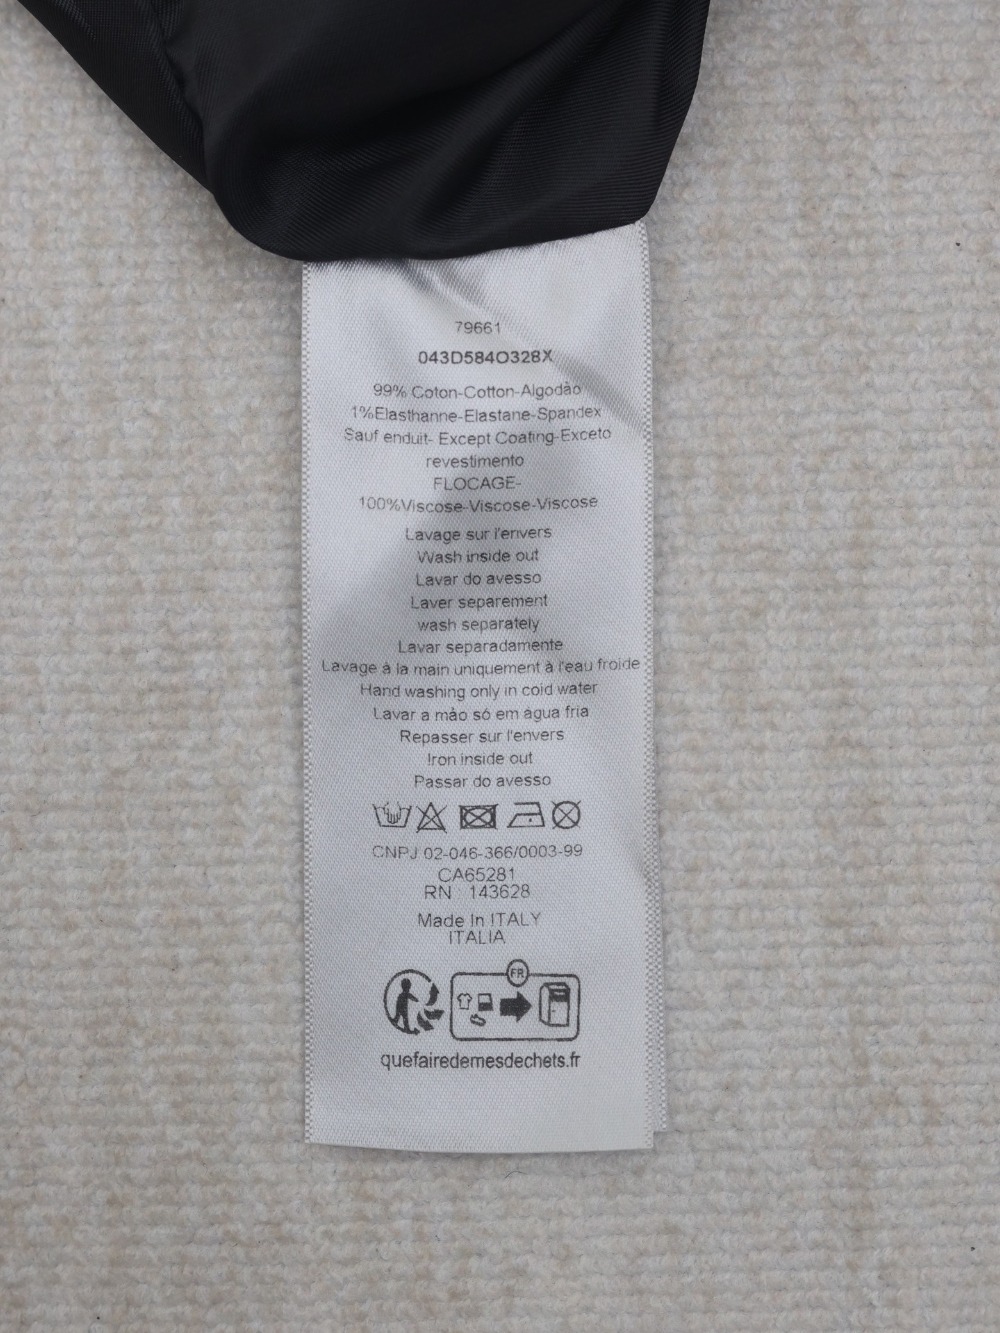 79661
043D584O328X
99% Coton-Cotton-Algodão
1%Elasthanne-Elastane-Spandex
Sauf enduit- Except Coating-Exceto
revestimento
FLOCAGE-
100%Viscose-Viscose-Viscose
Lavage sur l'envers
Wash inside out
Lavar do avesso
Laver separement
wash separately
Lavar separadamente
Lavage à la main uniquement à l'eau froide
Hand washing only in cold water
Lavar a mão só em água fria
Repasser sur l'envers
Iron inside out
Passar do avesso
CNPJ 02-046-366/0003-99
CA65281
RN 143628
Made In ITALY
ITALIA
FR
quefairedemesdechets.fr